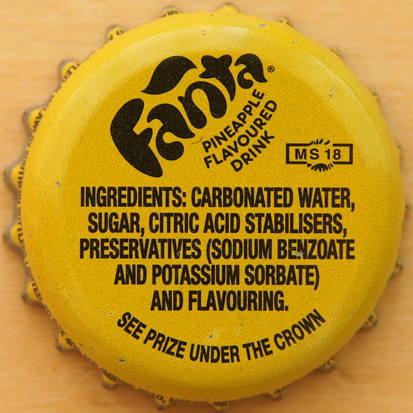 Fanta®
PINEAPPLE
FLAVOURED
DRINK
MS 18
INGREDIENTS: CARBONATED WATER,
SUGAR, CITRIC ACID STABILISERS,
PRESERVATIVES (SODIUM BENZOATE
AND POTASSIUM SORBATE)
AND FLAVOURING.
SEE PRIZE UNDER THE CROWN